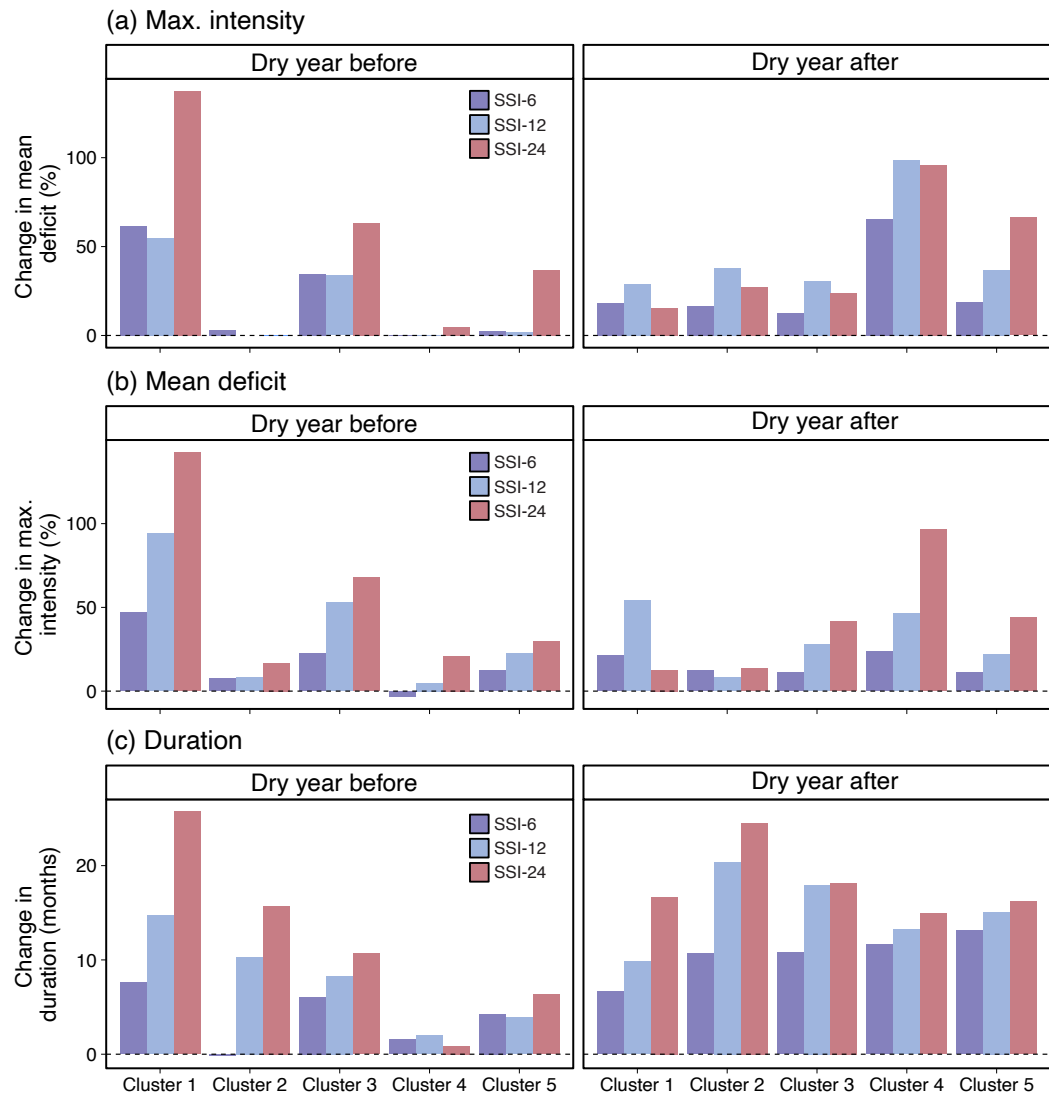 (a) Max. intensity
Dry year before
Dry year after
SSI-6
SSI-12
SSI-24
Change in mean
deficit (%)
100
50
0
(b) Mean deficit
Dry year before
Dry year after
SSI-6
SSI-12
SSI-24
Change in max.
intensity (%)
100
50
0
(c) Duration
Dry year before
Dry year after
SSI-6
SSI-12
SSI-24
Change in
duration (months)
20
10
0
Cluster 1 Cluster 2 Cluster 3 Cluster 4 Cluster 5
Cluster 1 Cluster 2 Cluster 3 Cluster 4 Cluster 5